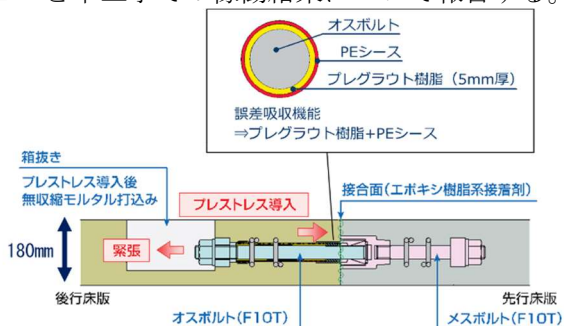 オスボルト
PEシース
プレグラウト樹脂（5mm厚）
誤差吸収機能
⇒プレグラウト樹脂+PEシース
箱抜き
プレストレス導入後
無収縮モルタル打込み
プレストレス導入
接合面（エポキシ樹脂系接着剤）
180mm
緊張
後行床版
先行床版
オスボルト（F10T）
メスボルト（F10T）